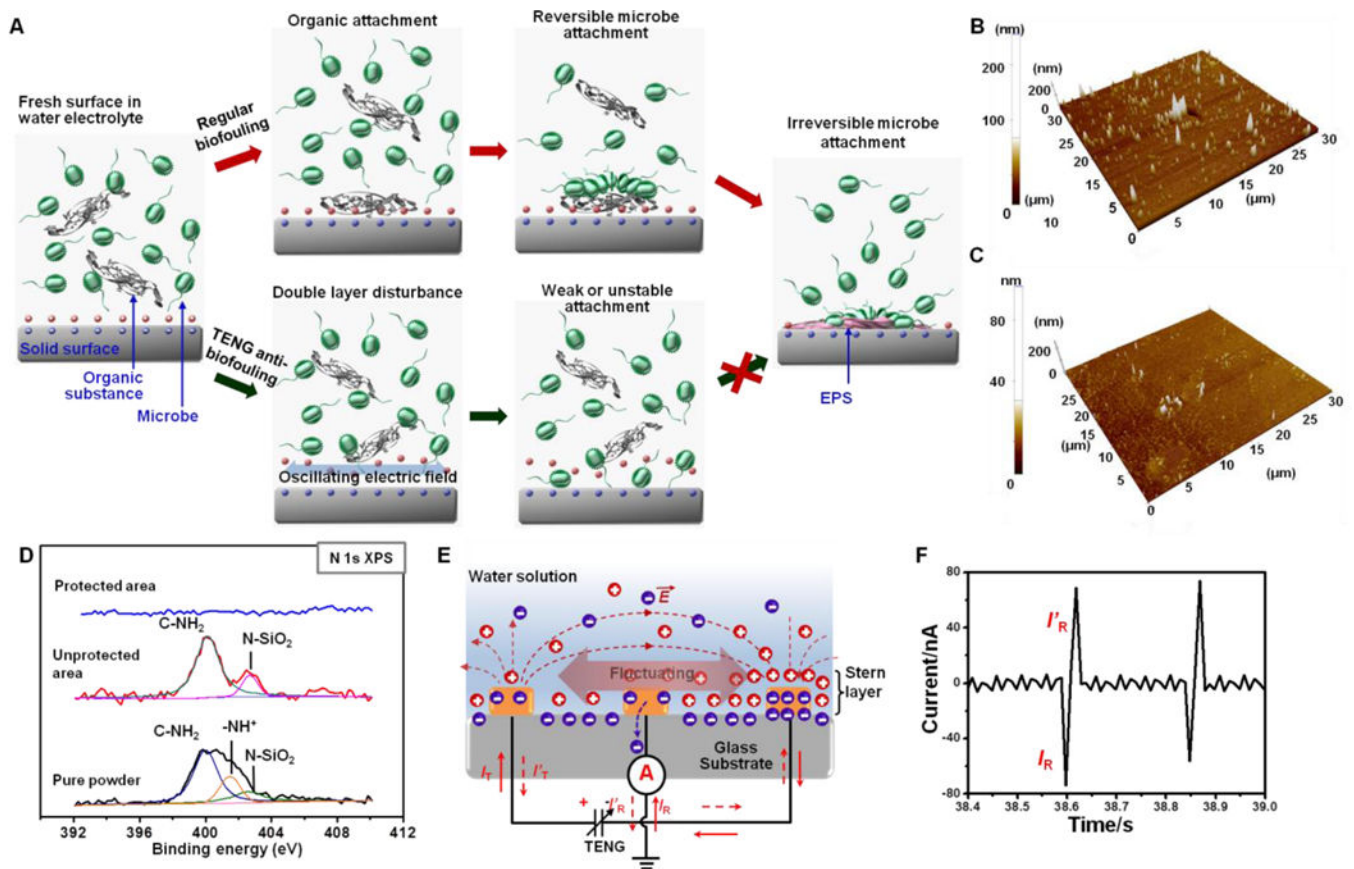 A
Fresh surface in
water electrolyte
Solid surface
Organic
substance
Microbe
Regular
biofouling
TENG anti-
biofouling
Organic attachment
Reversible microbe
attachment
Double layer disturbance
Oscillating electric field
Weak or unstable
attachment
Irreversible microbe
attachment
EPS
B
(nm)
200
100
0
(nm)
200
0
30
25
20
15
(µm)
10
5
0
5
10
15
20
25
30
(µm)
C
(nm)
80
40
0
(nm)
200
0
25
20
(µm)
15
10
5
0
5
10
15
20
25
30
(µm)
D
N 1s XPS
Protected area
C-NH2
N-SiO2
Unprotected
area
C-NH2
-NH+
N-SiO2
Pure powder
392 396 400 404 408 412
Binding energy (eV)
E
Water solution
E
Fluctuating
Stern
layer
Glass
Substrate
A
IT
I'T
I'R
IR
+ -
TENG
F
Current/nA
80
40
0
-40
-80
I'R
IR
38.4 38.5 38.6 38.7 38.8 38.9 39.0
Time/s